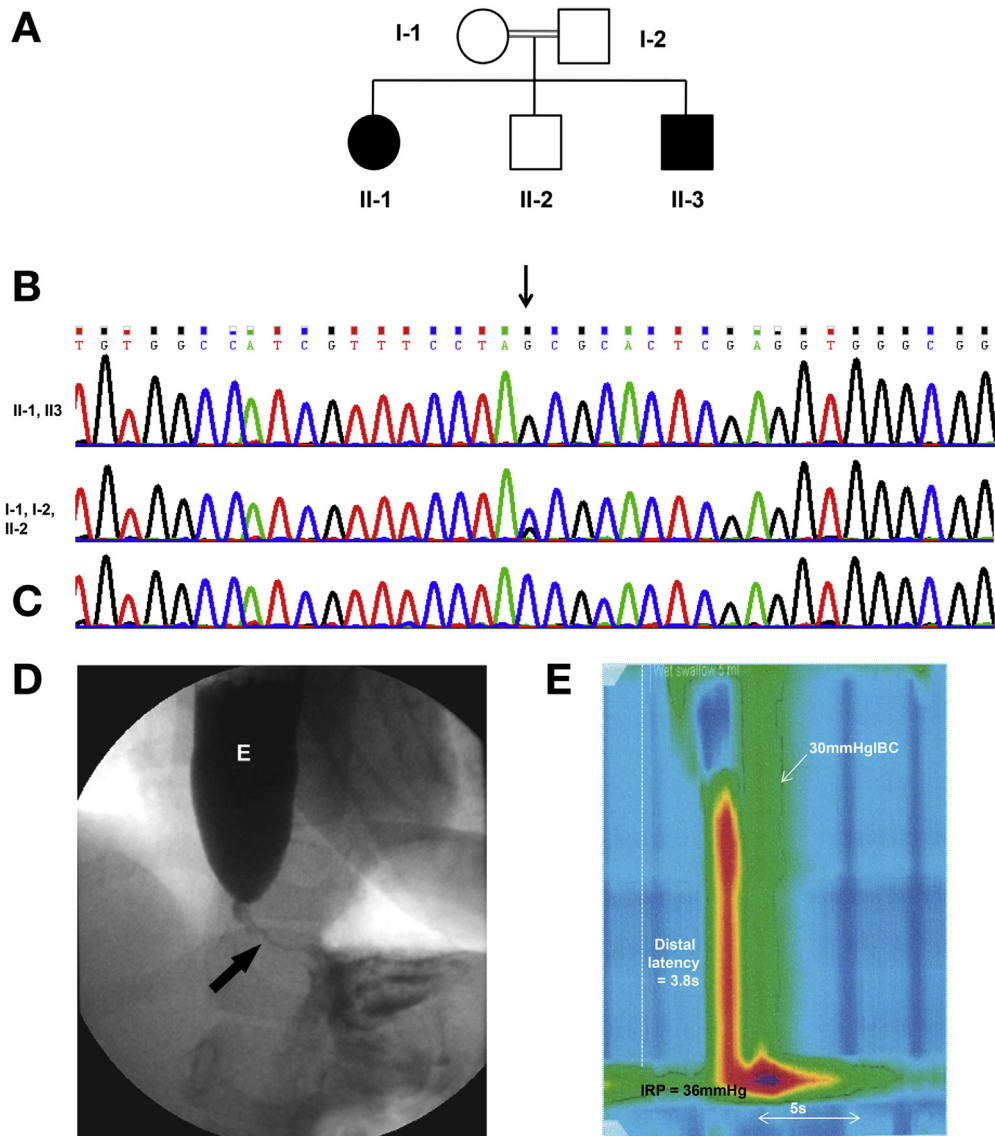 A
I-1
I-2
II-1
II-2
II-3
B
T G T G G C C A T C G T T T C C T A G C G C A C T C G A G G T G G G C G G
II-1, II3
I-1, I-2,
II-2
C
D
E
E
Wet swallow 5 ml
30mmHgIBC
Distal
latency
= 3.8s
IRP = 36mmHg
5s